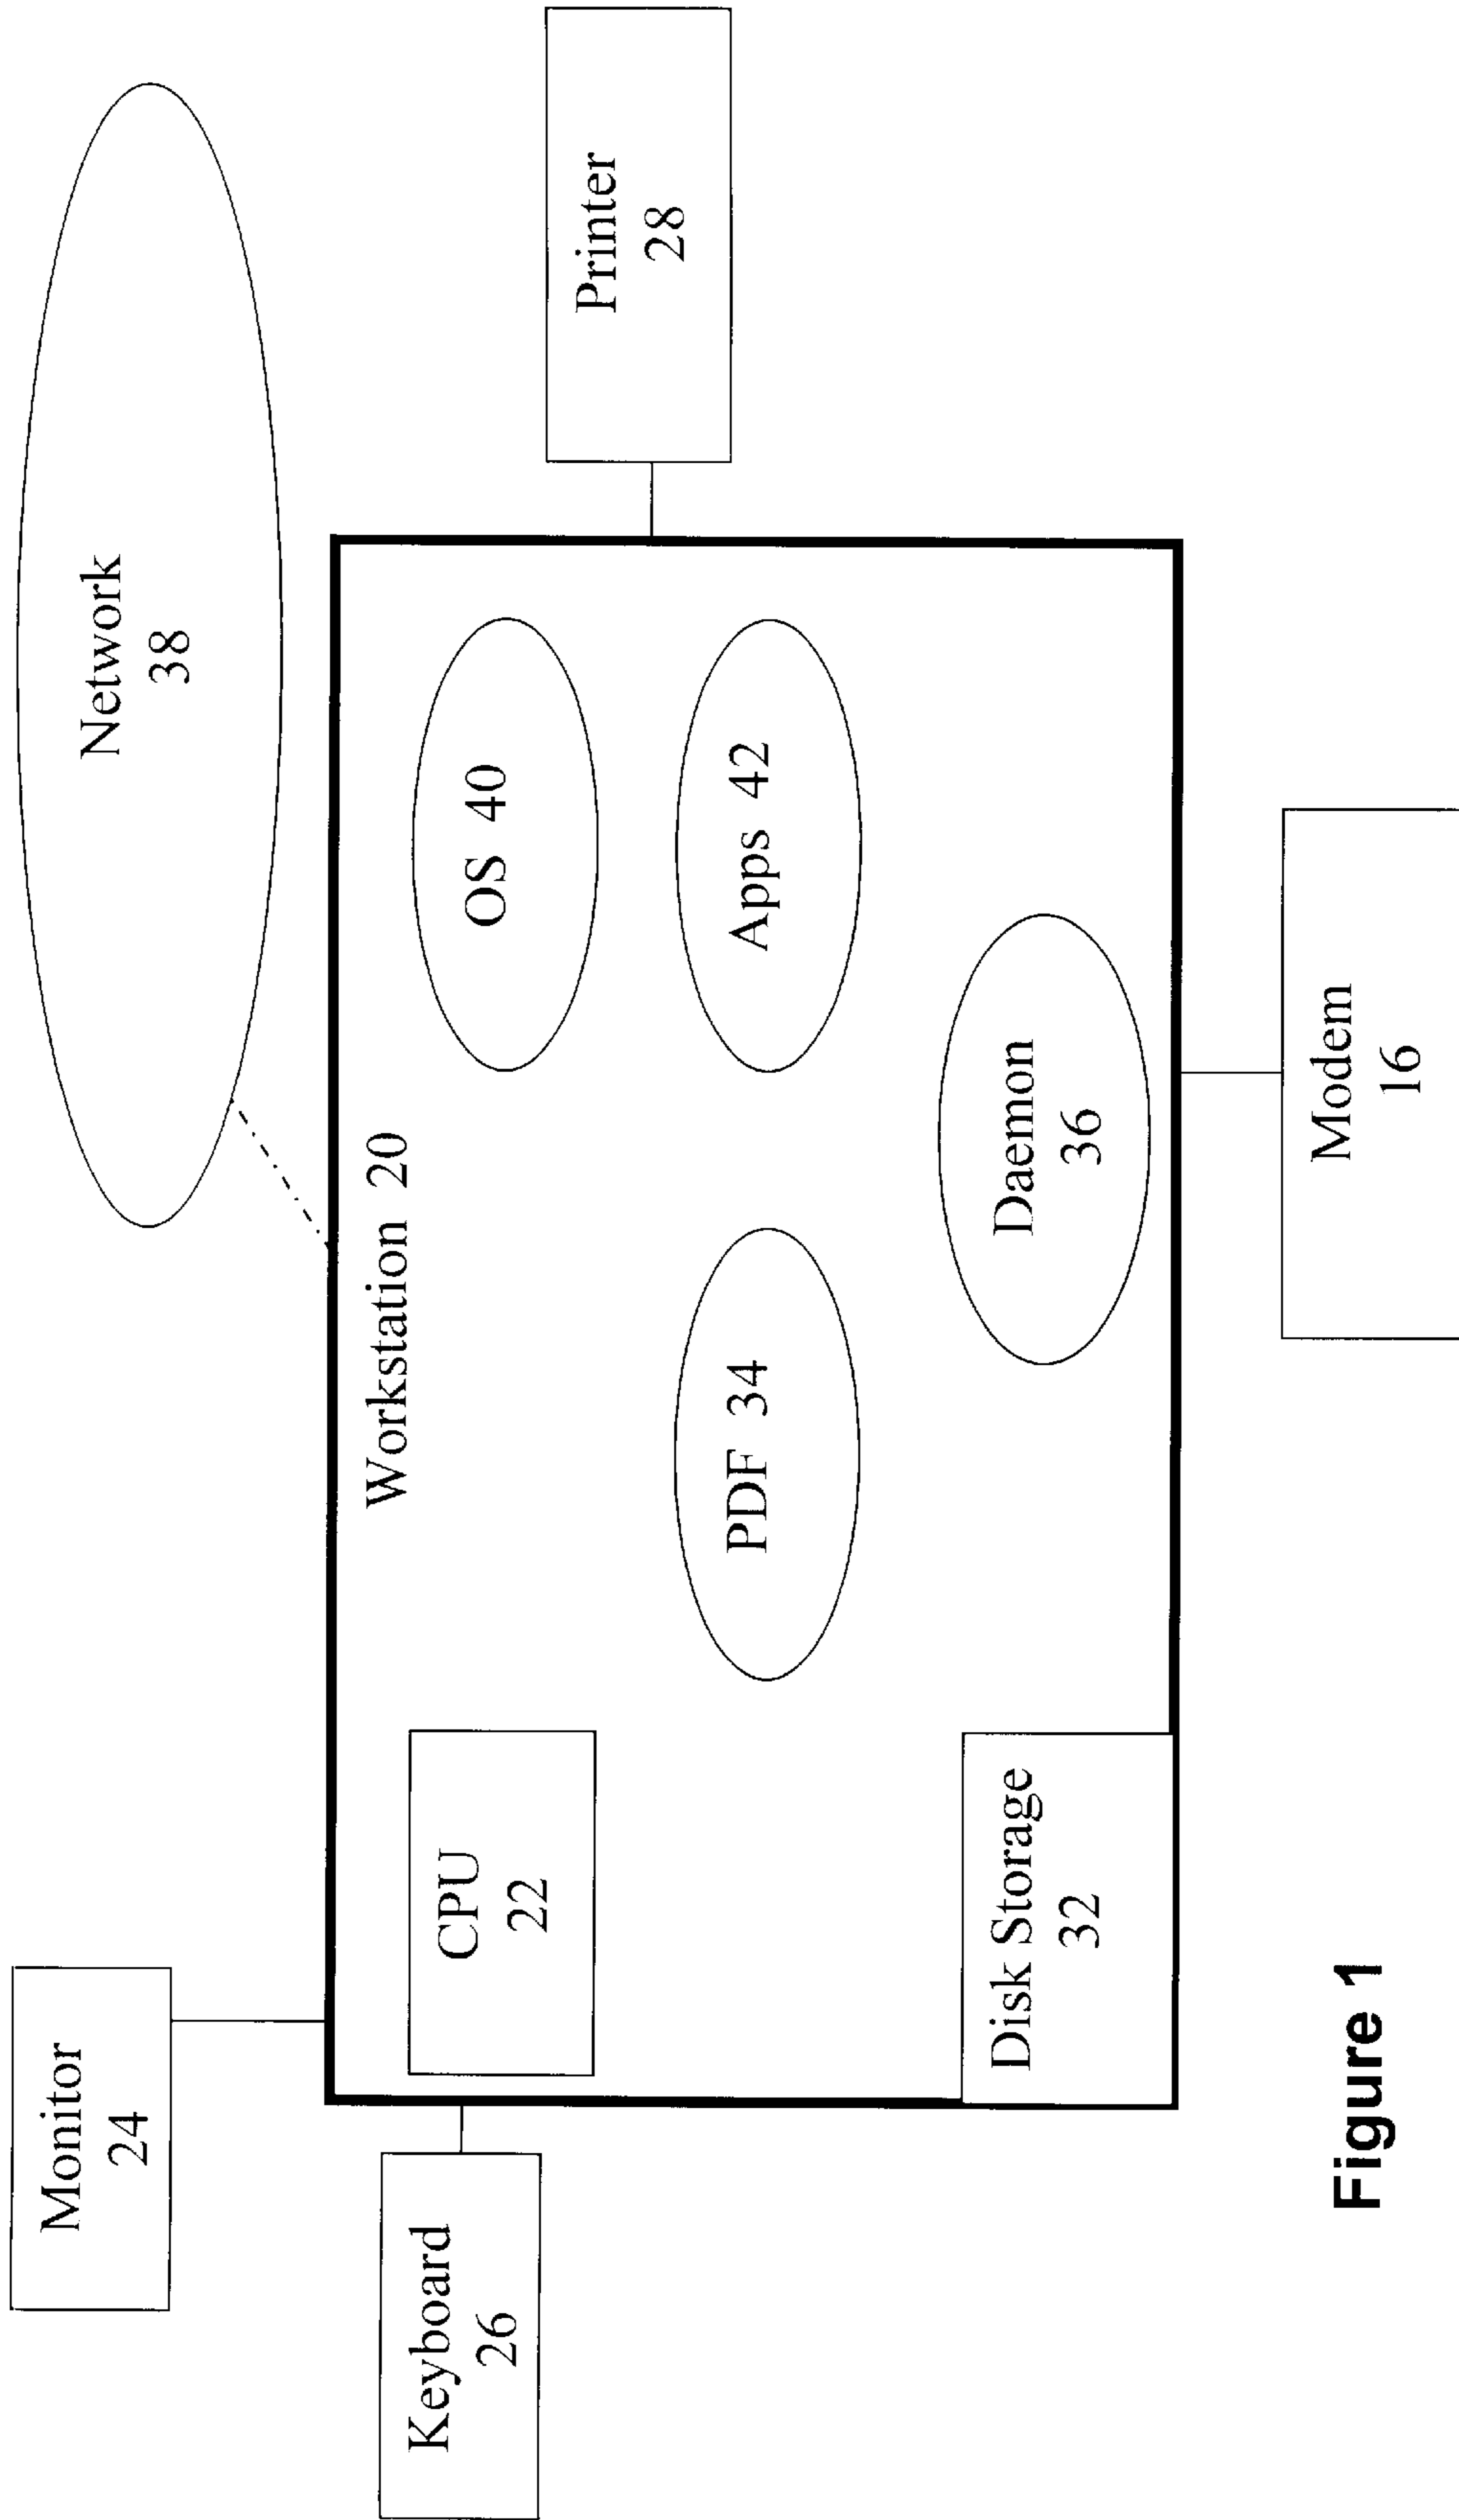 Network
38
Monitor
24
Workstation 20
Keyboard
26
CPU
22
OS 40
Printer
28
PDF 34
Apps 42
Disk Storage
32
Daemon
36
Modem
16
Figure 1